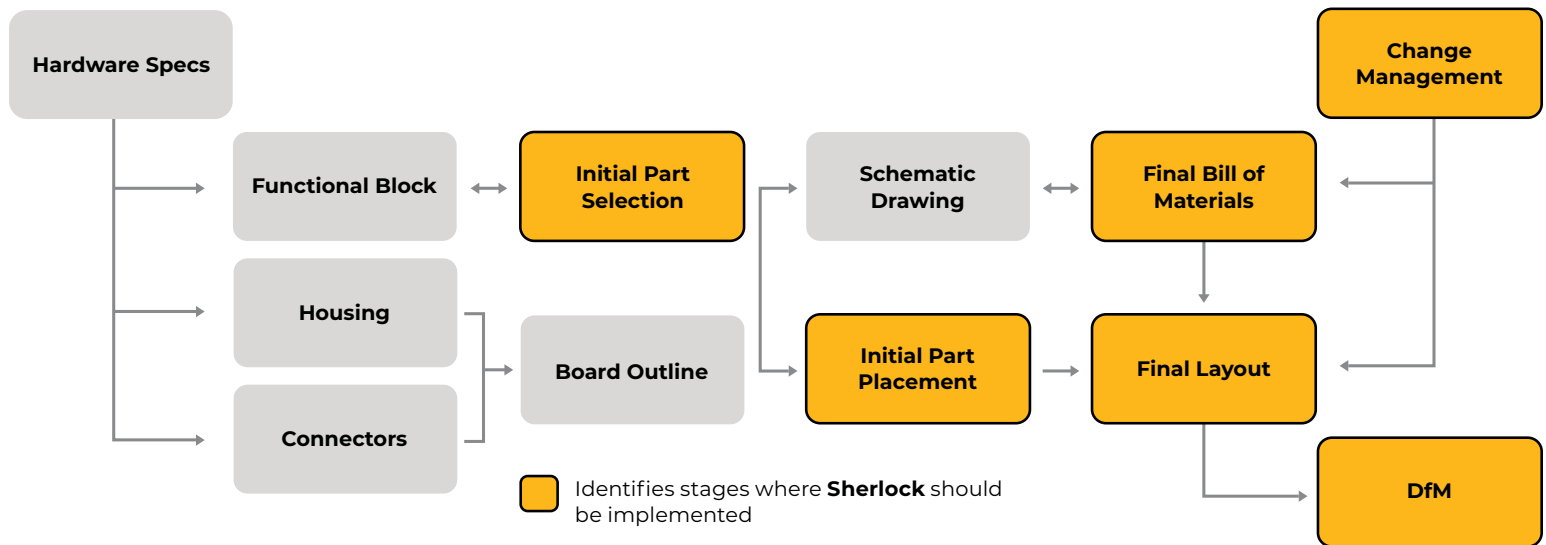 Hardware Specs
Change
Management
Functional Block
Initial Part
Selection
Schematic
Drawing
Final Bill of
Materials
Housing
Board Outline
Initial Part
Placement
Final Layout
Connectors
Identifies stages where Sherlock should
be implemented
DfM